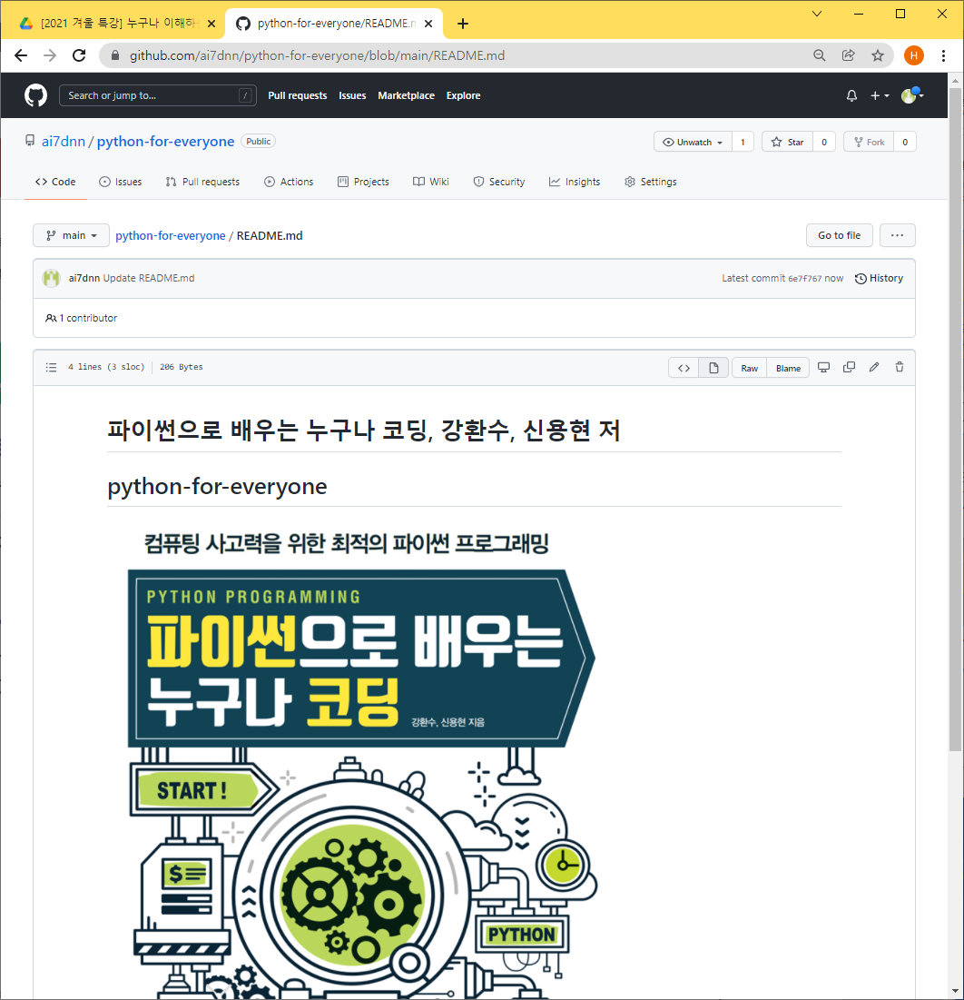 [2021 겨울 특강] 누구나 이해하
python-for-everyone/README.m
github.com/ai7dnn/python-for-everyone/blob/main/README.md
H
Search or jump to... /
Pull requests Issues Marketplace Explore
ai7dnn / python-for-everyone Public
Unwatch 1 Star 0 Fork 0
Code Issues Pull requests Actions Projects Wiki Security Insights Settings
main python-for-everyone / README.md Go to file ...
ai7dnn Update README.md Latest commit 6e7f767 now History
1 contributor
4 lines (3 sloc) 206 Bytes <> Raw Blame
파이썬으로 배우는 누구나 코딩, 강환수, 신용현 저
python-for-everyone
컴퓨팅 사고력을 위한 최적의 파이썬 프로그래밍
PYTHON PROGRAMMING
파이썬으로 배우는
누구나 코딩 강환수, 신용현 지음
START!
$
PYTHON